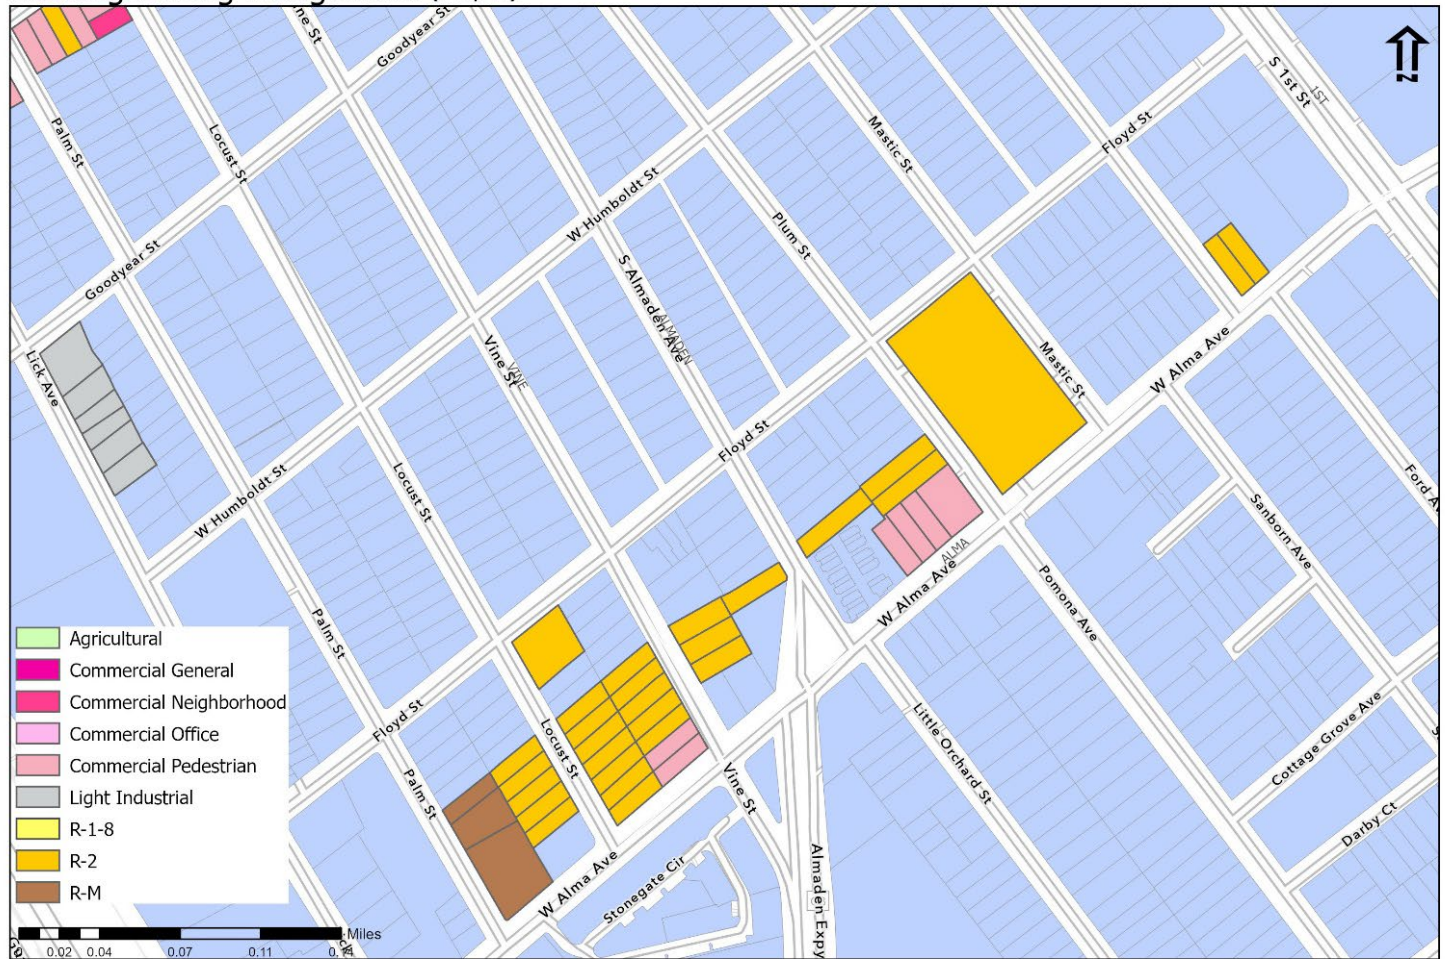 ne St
Goodyear St
S 1st St
1ST
N
Palm St
Locust St
Mastic St
Floyd St
W Humboldt St
Plum St
Goodyear St
S Almaden Ave
ALMADEN
Lick Ave
Vine St
VINE
Mastic St
W Alma Ave
Floyd St
Locust St
W Humboldt St
Ford A
Sanborn Ave
ALMA
W Alma Ave
Pomona Ave
Palm St
Agricultural
Commercial General
Commercial Neighborhood
Commercial Office
Commercial Pedestrian
Light Industrial
R-1-8
R-2
R-M
Floyd St
Locust St
Little Orchard St
Cottage Grove Ave
Palm St
Vine St
Darby Ct
W Alma Ave
Stonegate Cir
Almaden Expy
Miles
0.02 0.04 0.07 0.11 0.14